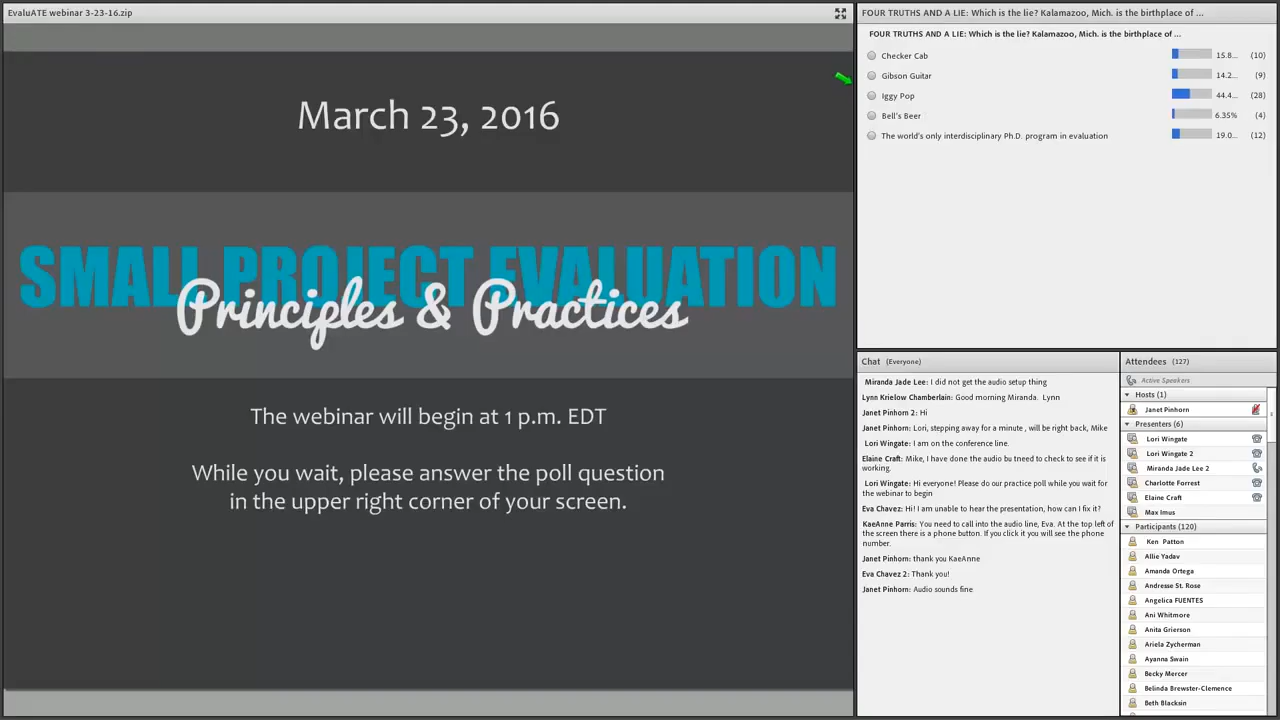 EvaluATE webinar 3-23-16.zip
March 23, 2016
SMALL PROJECT EVALUATION
Principles & Practices
The webinar will begin at 1 p.m. EDT
While you wait, please answer the poll question
in the upper right corner of your screen.
FOUR TRUTHS AND A LIE: Which is the lie? Kalamazoo, Mich. is the birthplace of ...
FOUR TRUTHS AND A LIE: Which is the lie? Kalamazoo, Mich. is the birthplace of ...
Checker Cab 15.8... (10)
Gibson Guitar 14.2... (9)
Iggy Pop 44.4... (28)
Bell's Beer 6.35% (4)
The world's only interdisciplinary Ph.D. program in evaluation 19.0... (12)
Chat (Everyone)
Miranda Jade Lee: I did not get the audio setup thing
Lynn Krielow Chamberlain: Good morning Miranda. Lynn
Janet Pinhorn 2: Hi
Janet Pinhorn: Lori, stepping away for a minute , will be right back, Mike
Lori Wingate: I am on the conference line.
Elaine Craft: Mike, I have done the audio bu tneed to check to see if it is
working.
Lori Wingate: Hi everyone! Please do our practice poll while you wait for
the webinar to begin
Eva Chavez: Hi! I am unable to hear the presentation, how can I fix it?
KaeAnne Parris: You need to call into the audio line, Eva. At the top left of
the screen there is a phone button. If you click it you will see the phone
number.
Janet Pinhorn: thank you KaeAnne
Eva Chavez 2: Thank you!
Janet Pinhorn: Audio sounds fine
Attendees (127)
Active Speakers
Hosts (1)
Janet Pinhorn
Presenters (6)
Lori Wingate
Lori Wingate 2
Miranda Jade Lee 2
Charlotte Forrest
Elaine Craft
Max Imus
Participants (120)
Ken Patton
Allie Yadav
Amanda Ortega
Andresse St. Rose
Angelica FUENTES
Ani Whitmore
Anita Grierson
Ariela Zycherman
Ayanna Swain
Becky Mercer
Belinda Brewster-Clemence
Beth Blacksin